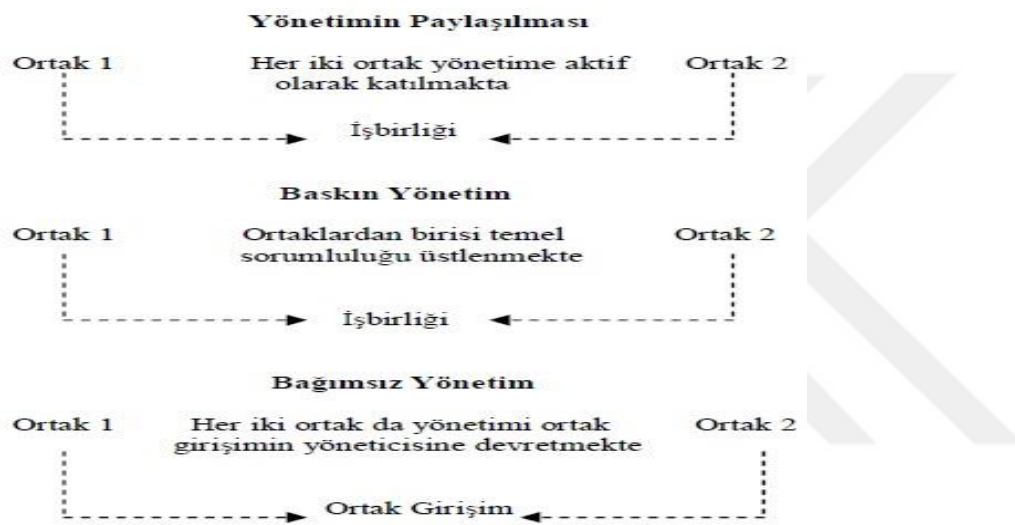 Yönetimin Paylaşılması
Ortak 1 Her iki ortak yönetime aktif Ortak 2
olarak katılmakta
İşbirliği
Baskın Yönetim
Ortak 1 Ortaklardan birisi temel Ortak 2
sorumluluğu üstlenmekte
İşbirliği
Bağımsız Yönetim
Ortak 1 Her iki ortak da yönetimi ortak Ortak 2
girişimin yöneticisine devretmekte
Ortak Girişim